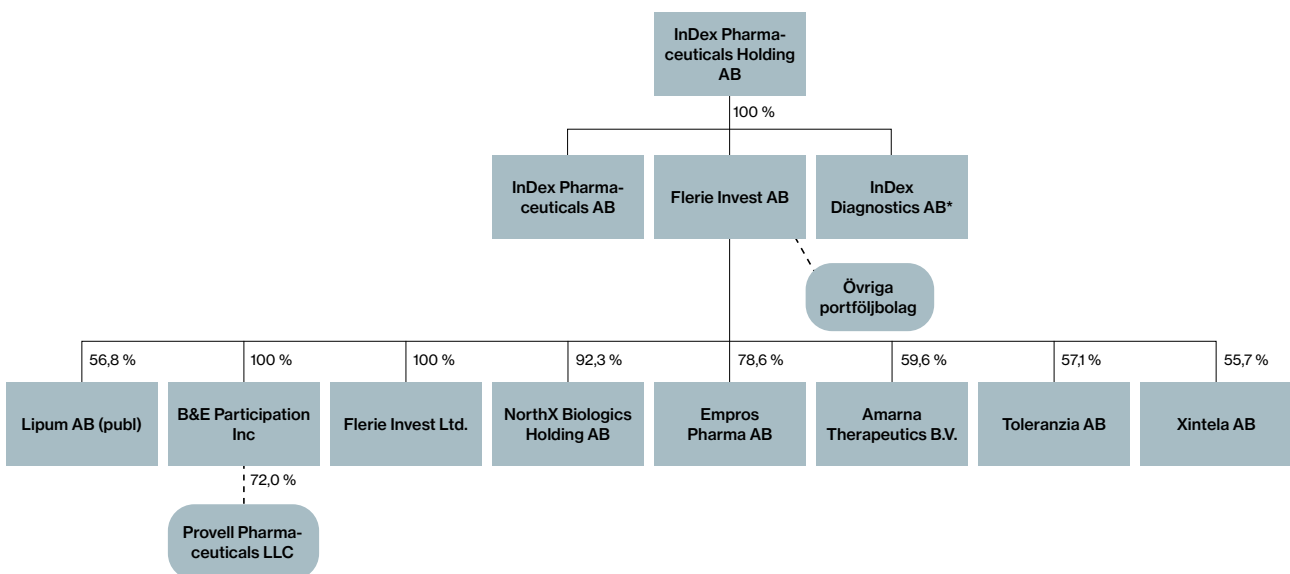 InDex Pharma-
ceuticals Holding
AB
100 %
InDex Pharma-
ceuticals AB
Flerie Invest AB
InDex
Diagnostics AB*
Övriga
portföljbolag
56,8 %
100 %
100 %
92,3 %
78,6 %
59,6 %
57,1 %
55,7 %
Lipum AB (publ)
B&E Participation
Inc
Flerie Invest Ltd.
NorthX Biologics
Holding AB
Empros
Pharma AB
Amarna
Therapeutics B.V.
Toleranzia AB
Xintela AB
72,0 %
Provell Pharma-
ceuticals LLC